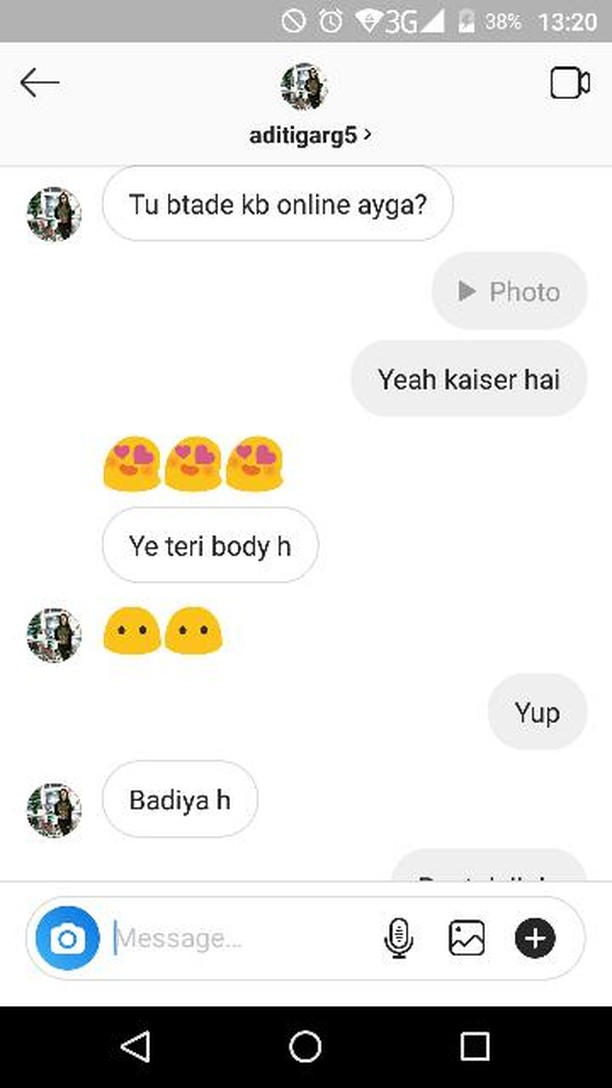 3G 38% 13:20
aditigarg5 >
Tu btade kb online ayga?
Photo
Yeah kaiser hai
Ye teri body h
Yup
Badiya h
Message...